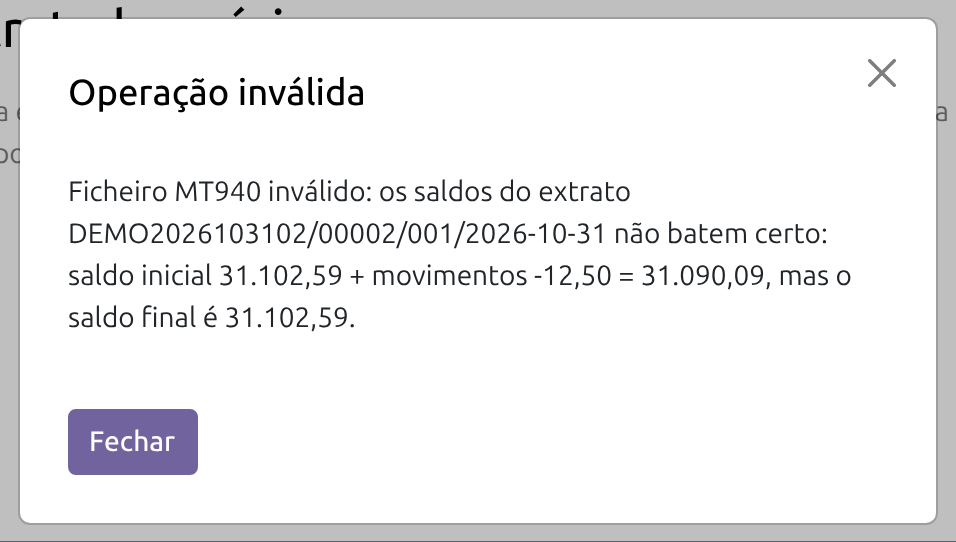 Operação inválida
Ficheiro MT940 inválido: os saldos do extrato
DEMO2026103102/00002/001/2026-10-31 não batem certo:
saldo inicial 31.102,59 + movimentos -12,50 = 31.090,09, mas o
saldo final é 31.102,59.
Fechar